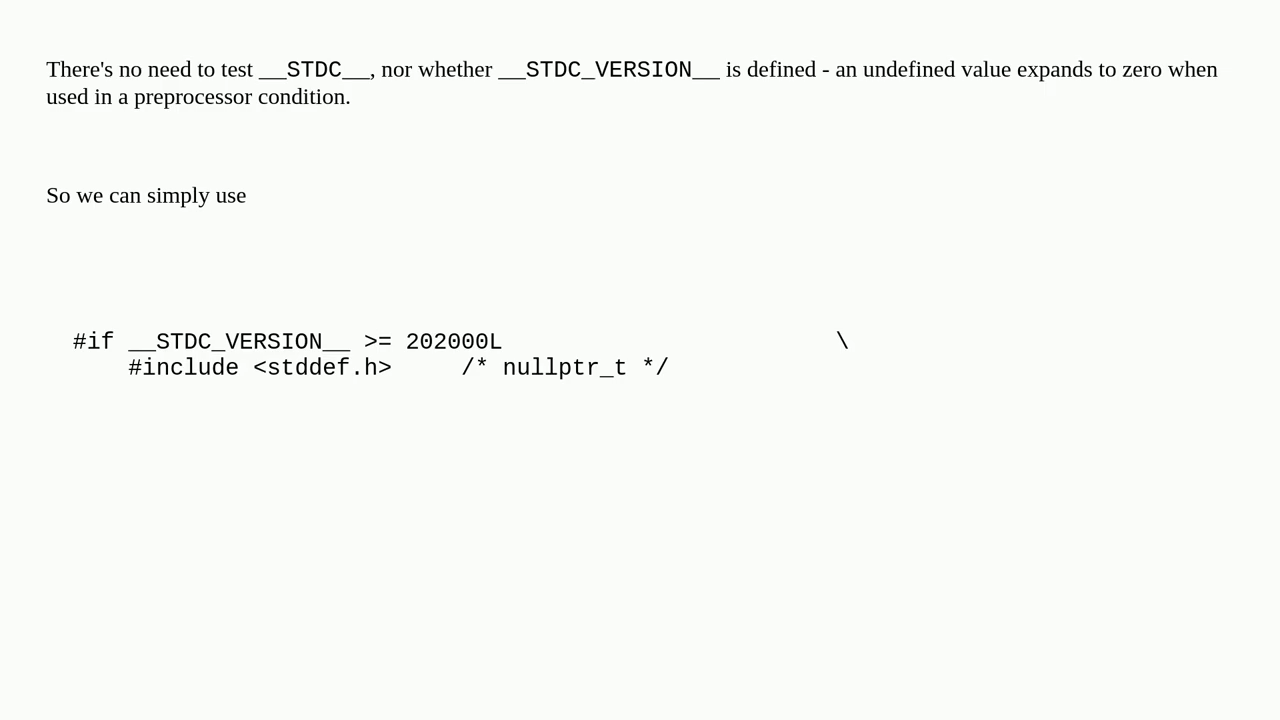 There's no need to test __STDC__, nor whether __STDC_VERSION__ is defined - an undefined value expands to zero when
used in a preprocessor condition.
So we can simply use
#if __STDC_VERSION__ >= 202000L                        \
    #include <stddef.h>     /* nullptr_t */